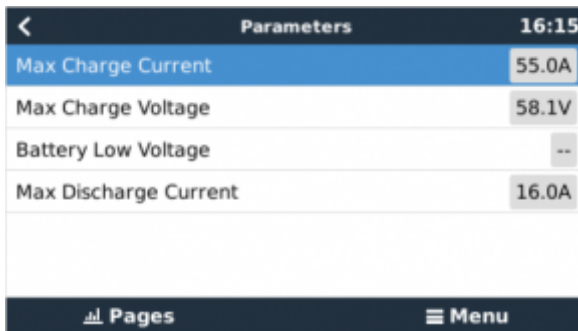 Parameters 16:15
Max Charge Current 55.0A
Max Charge Voltage 58.1V
Battery Low Voltage --
Max Discharge Current 16.0A
Pages Menu